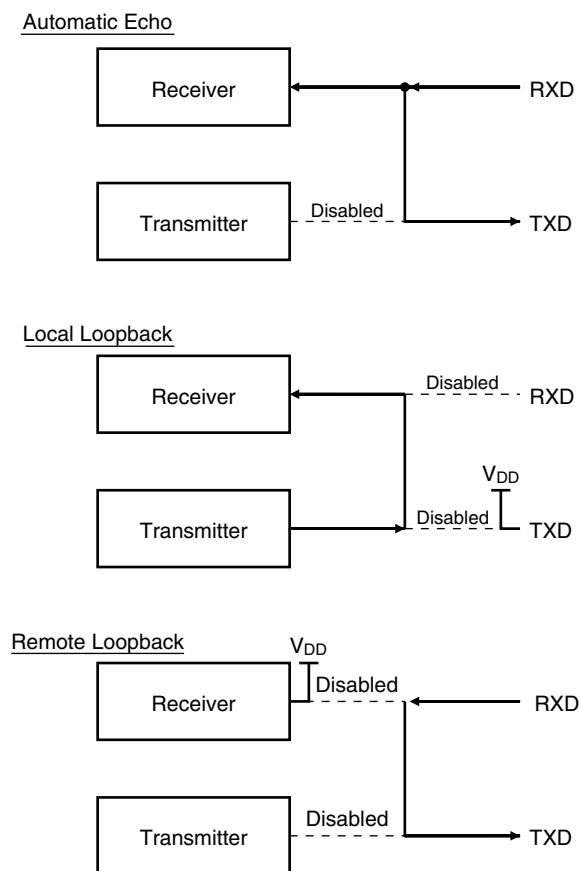 Automatic Echo
Receiver
RXD
Transmitter
Disabled
TXD
Local Loopback
Receiver
Disabled
RXD
VDD
Transmitter
Disabled
TXD
Remote Loopback
VDD
Receiver
Disabled
RXD
Transmitter
Disabled
TXD